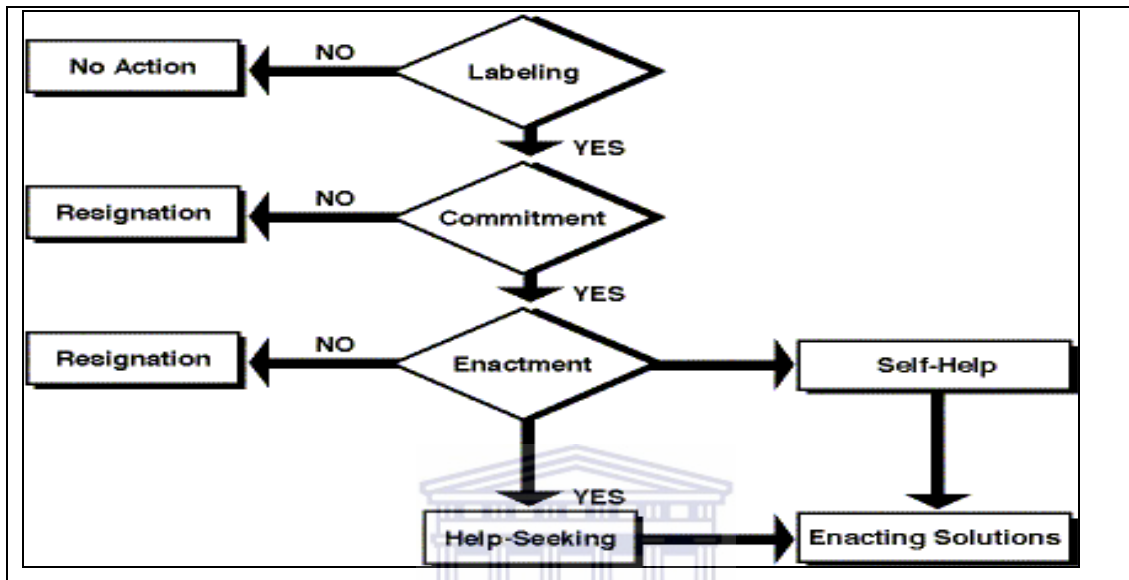 NO
No Action
Labeling
YES
NO
Resignation
Commitment
YES
NO
Resignation
Enactment
Self-Help
YES
Help-Seeking
Enacting Solutions